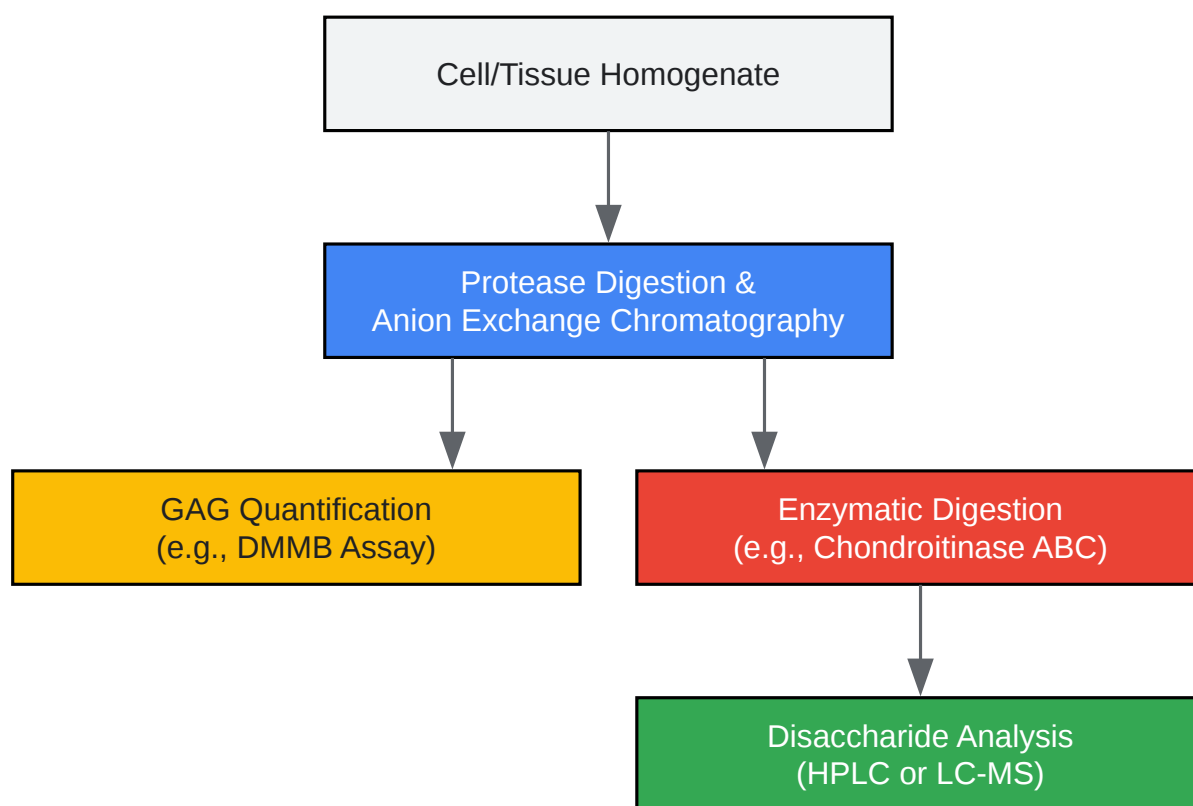 Cell/Tissue Homogenate
Protease Digestion &
Anion Exchange Chromatography
GAG Quantification
(e.g., DMMB Assay)
Enzymatic Digestion
(e.g., Chondroitinase ABC)
Disaccharide Analysis
(HPLC or LC-MS)